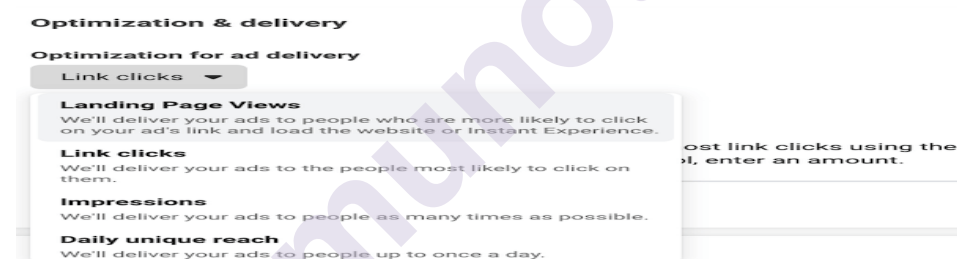 Optimization & delivery
Optimization for ad delivery
Link clicks
Landing Page Views
We'll deliver your ads to people who are more likely to click
on your ad's link and load the website or Instant Experience.
Link clicks
We'll deliver your ads to the people most likely to click on
them.
ost link clicks using the
l, enter an amount.
Impressions
We'll deliver your ads to people as many times as possible.
Daily unique reach
We'll deliver your ads to people up to once a day.
muno